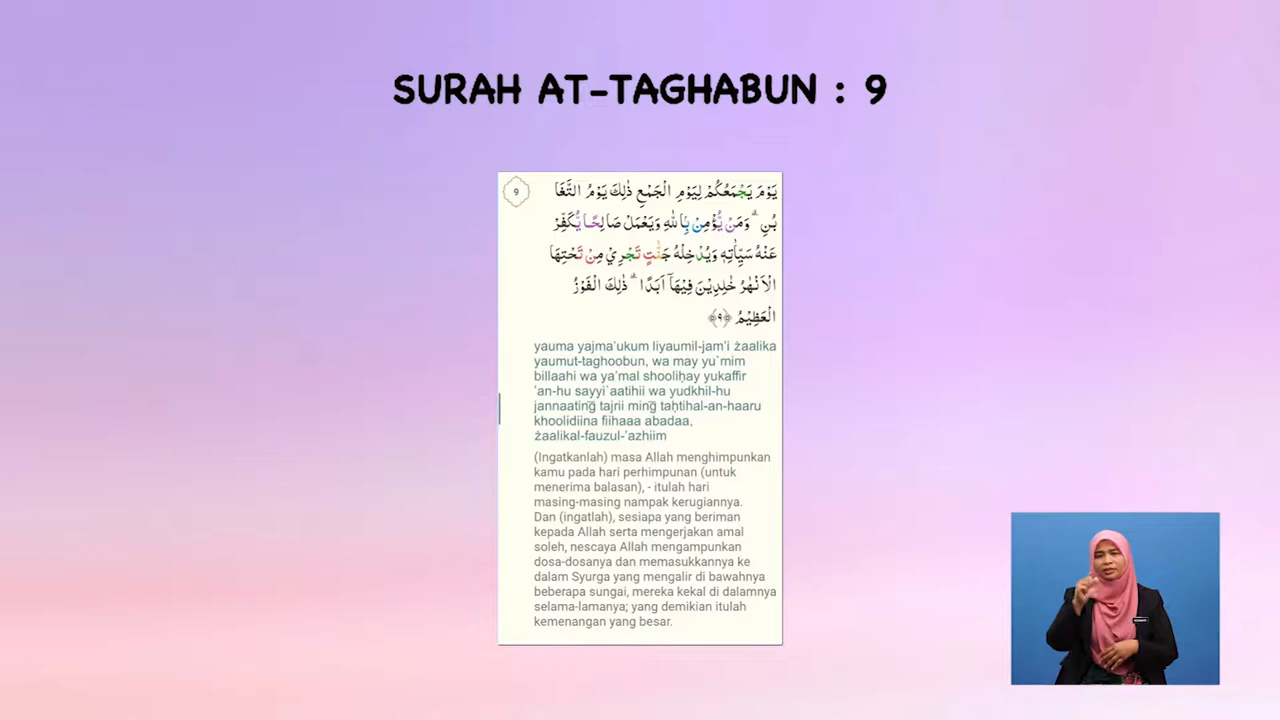 SURAH AT-TAGHABUN : 9
9
يَوْمَ يَجْمَعُكُمْ لِيَوْمِ الْجَمْعِ ذٰلِكَ يَوْمُ التَّغَا
بُنِ ۗ وَمَنْ يُّؤْمِنْ بِاللّٰهِ وَيَعْمَلْ صَالِحًا يُّكَفِّرْ
عَنْهُ سَيِّاٰتِهٖ وَيُدْخِلْهُ جَنّٰتٍ تَجْرِيْ مِنْ تَحْتِهَا
الْاَنْهٰرُ خٰلِدِيْنَ فِيْهَآ اَبَدًا ۗ ذٰلِكَ الْفَوْزُ
الْعَظِيْمُ ﴿٩﴾
yauma yajma'ukum liyaumil-jam'i żaalika
yaumut-taghoobun, wa may yu`mim
billaahi wa ya'mal shooliḥay yukaffir
'an-hu sayyi`aatihii wa yudkhil-hu
jannaating tajrii ming taḥtihal-an-haaru
khoolidiina fiihaaa abadaa,
żaalikal-fauzul-'azhiim
(Ingatkanlah) masa Allah menghimpunkan
kamu pada hari perhimpunan (untuk
menerima balasan), - itulah hari
masing-masing nampak kerugiannya.
Dan (ingatlah), sesiapa yang beriman
kepada Allah serta mengerjakan amal
soleh, nescaya Allah mengampunkan
dosa-dosanya dan memasukkannya ke
dalam Syurga yang mengalir di bawahnya
beberapa sungai, mereka kekal di dalamnya
selama-lamanya; yang demikian itulah
kemenangan yang besar.